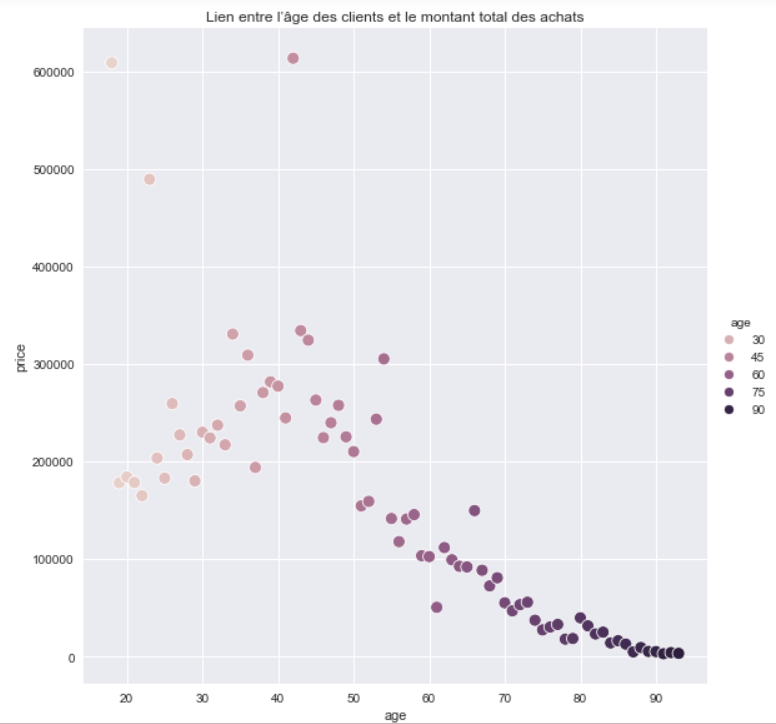 Lien entre l'âge des clients et le montant total des achats
600000
500000
400000
300000
200000
100000
0
price
20 30 40 50 60 70 80 90
age
age
30
45
60
75
90